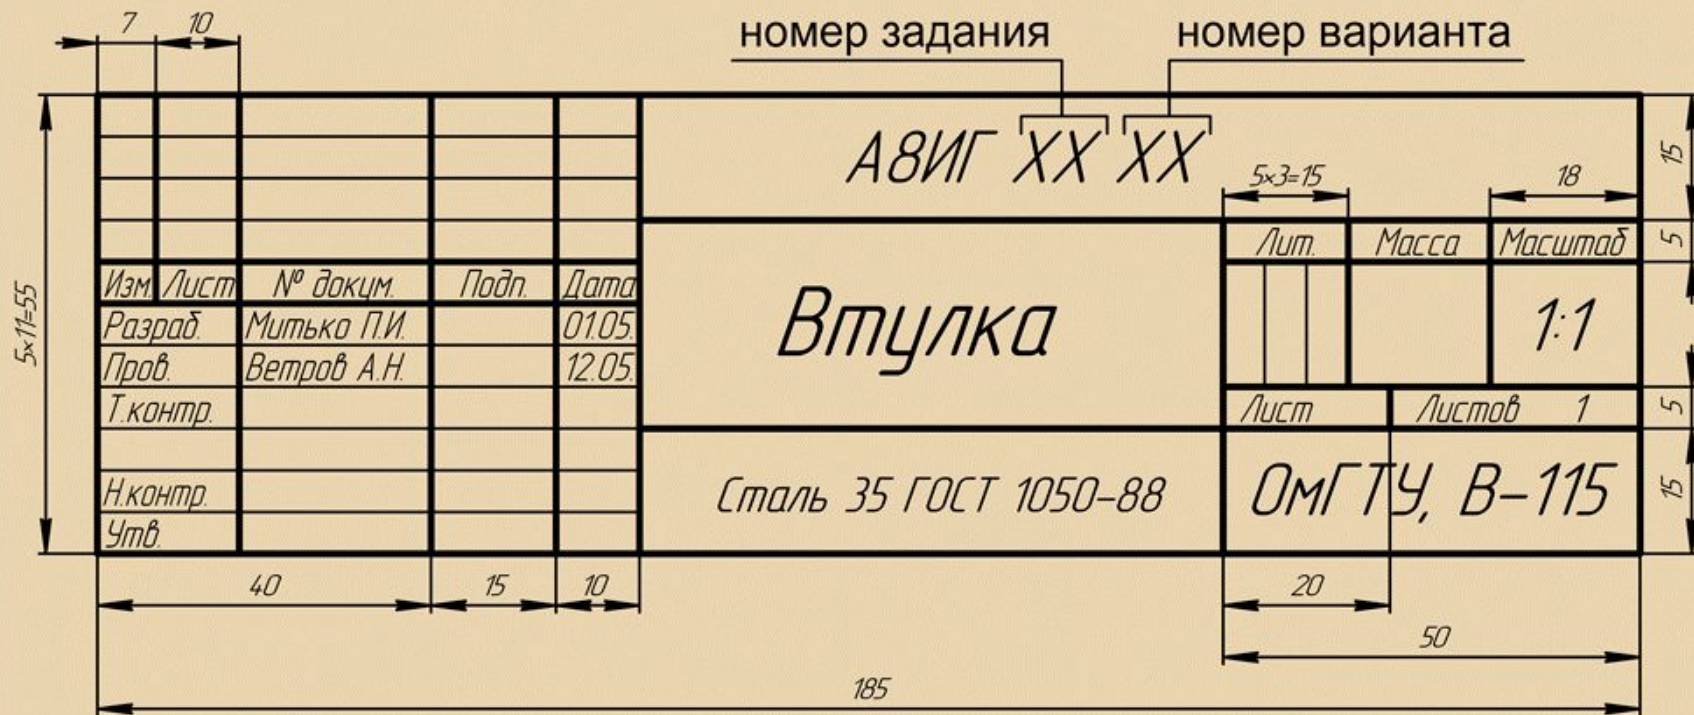 7 10 номер задания номер варианта
А8ИГ ХХ ХХ
5×3=15 18 15
Лит. Масса Масштаб 5
Изм. Лист № докум. Подп. Дата
Втулка
1:1
5×11=55
Разраб. Митько П.И. 01.05.
Пров. Ветров А.Н. 12.05.
Т.контр.
Лист Листов 1 5
Н.контр.
Утв.
Сталь 35 ГОСТ 1050-88
ОмГТУ, В-115 15
40 15 10 20
50
185